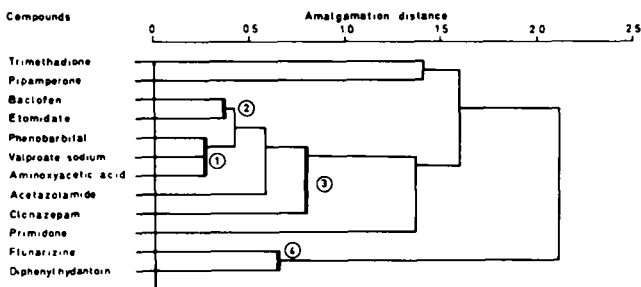 Compounds Amalgamation distance
0 0.5 1.0 1.5 2.0 2.5
Trimethadione
Pipamperone
Baclofen
Etomidate
Phenobarbital
Valproate sodium
Aminoxyacetic acid
Acetazolamide
Clonazepam
Primidone
Flunarizine
Diphenylhydantoin
2
1
3
4